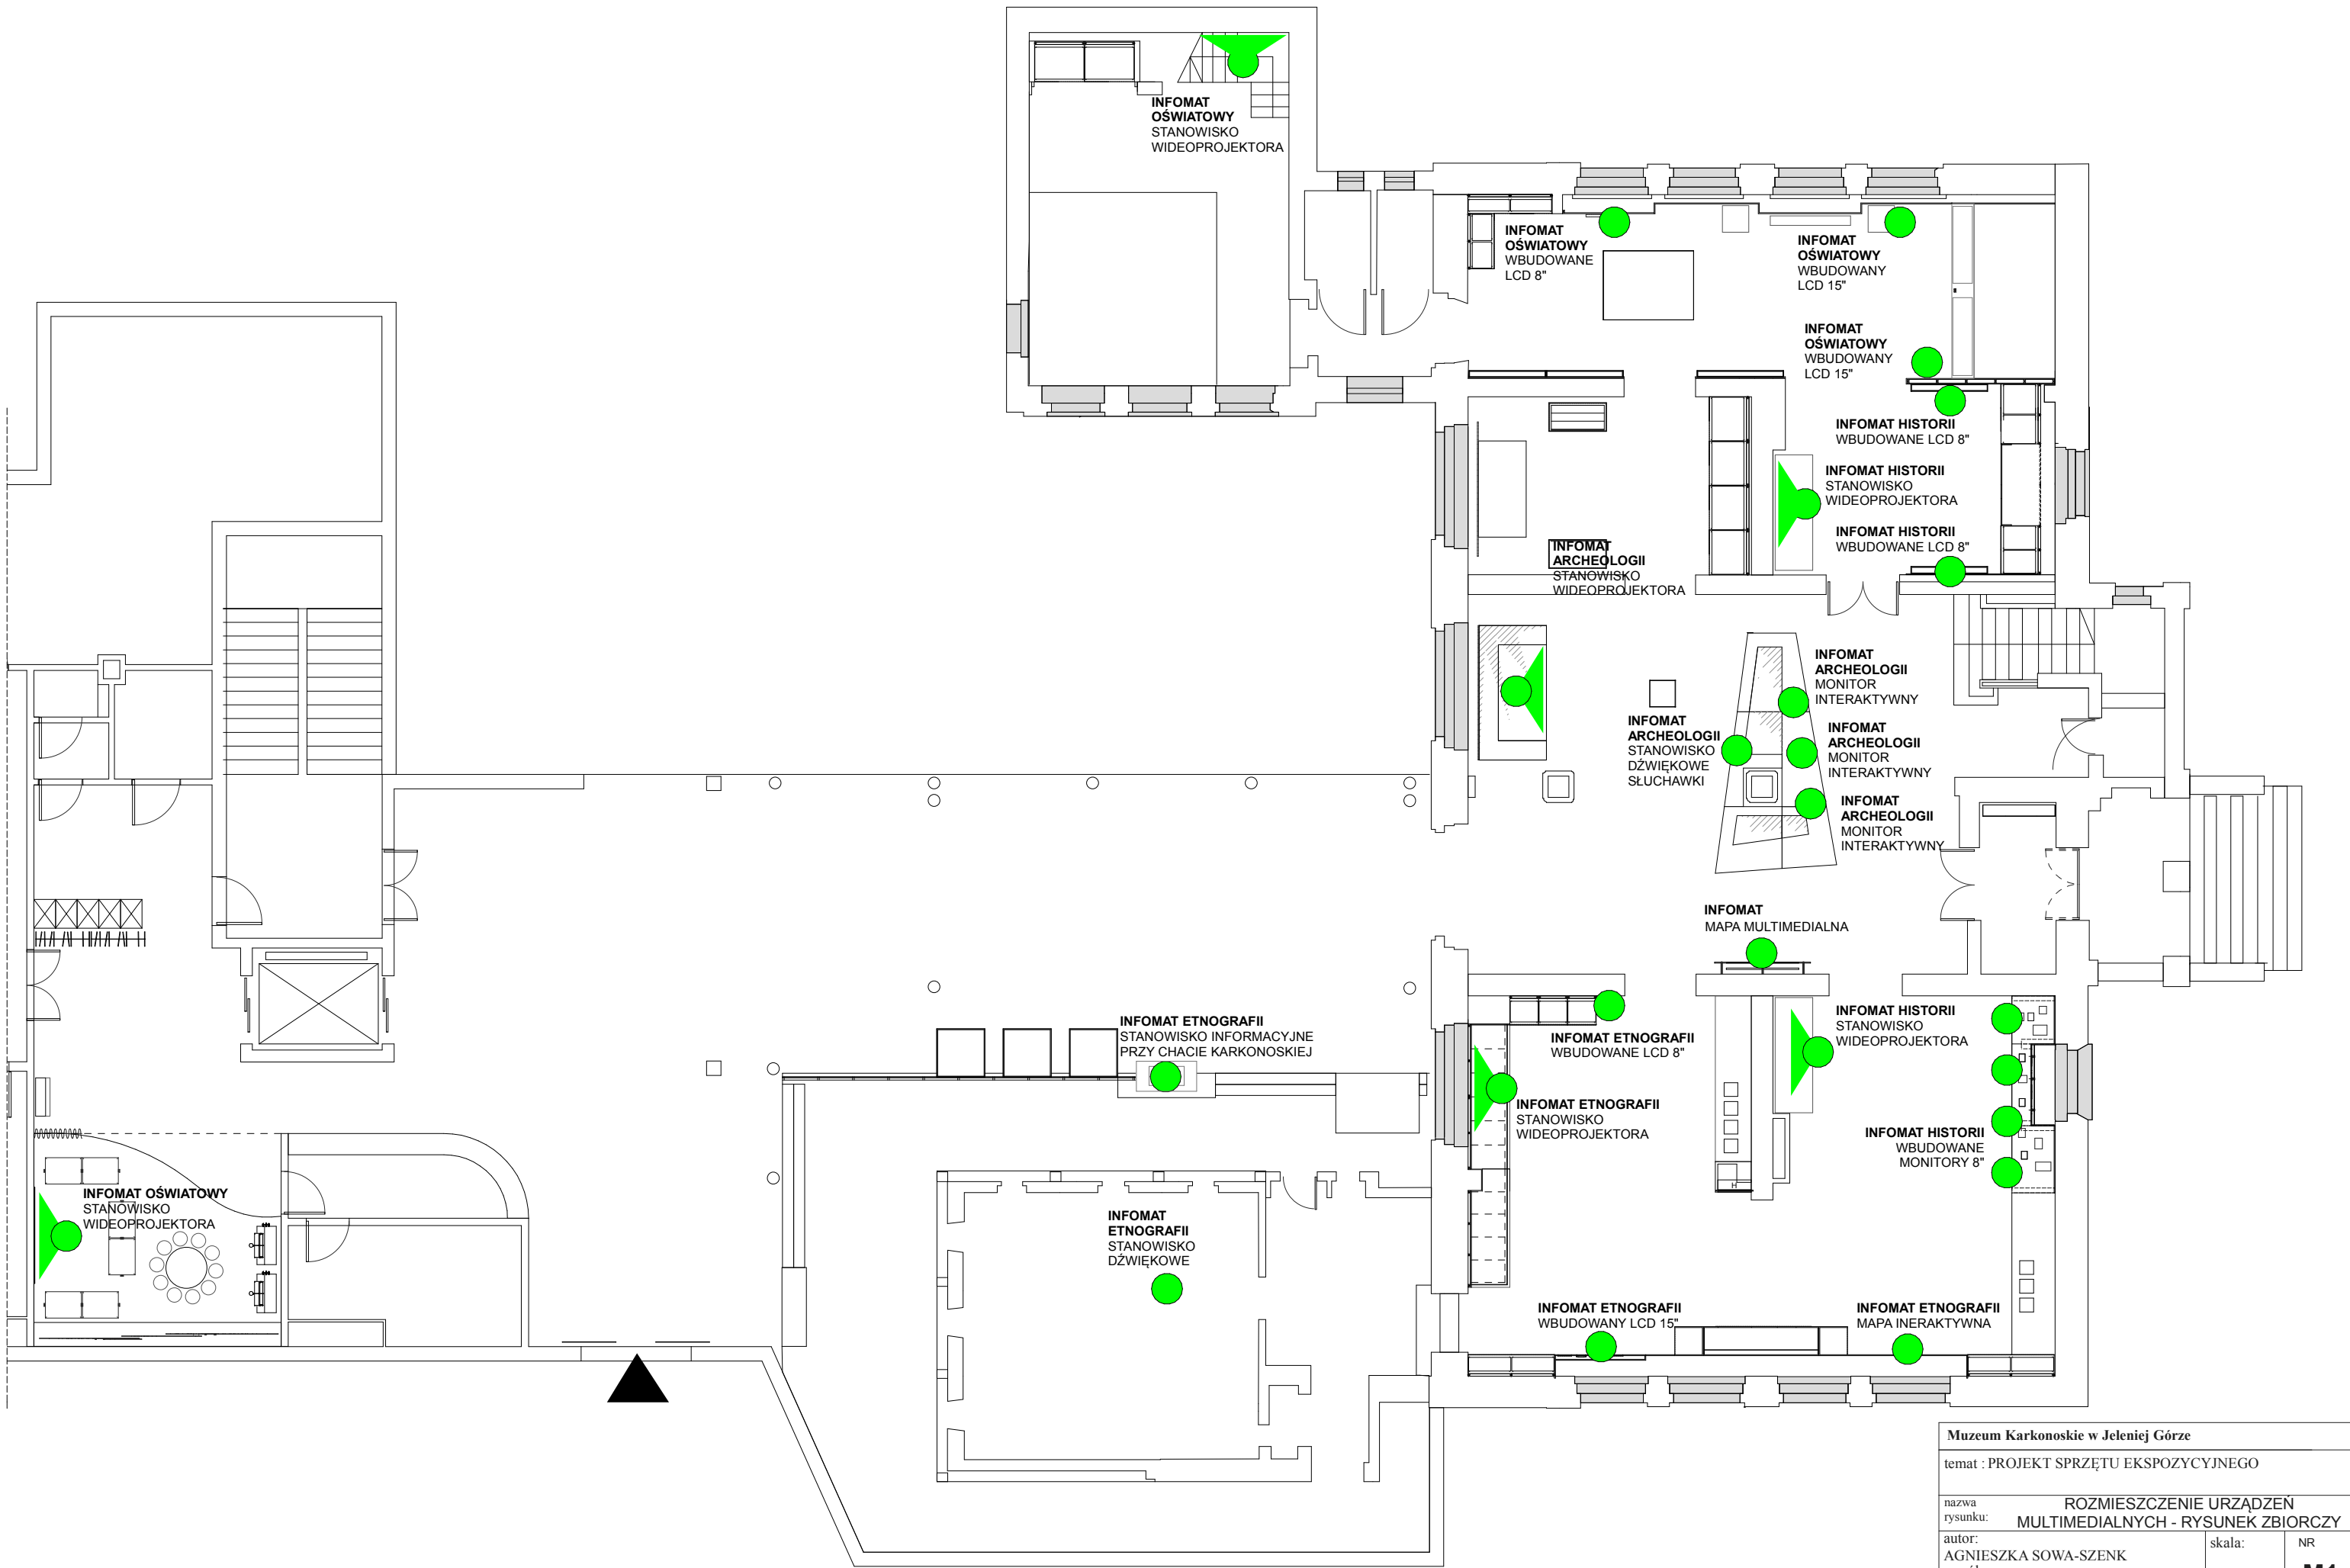 INFOMAT
OŚWIATOWY
STANOWISKO
WIDEOPROJEKTORA
INFOMAT
OŚWIATOWY
WBUDOWANE
LCD 8"
INFOMAT
OŚWIATOWY
WBUDOWANY
LCD 15"
INFOMAT
OŚWIATOWY
WBUDOWANY
LCD 15"
INFOMAT HISTORII
WBUDOWANE LCD 8"
INFOMAT HISTORII
STANOWISKO
WIDEOPROJEKTORA
INFOMAT HISTORII
WBUDOWANE LCD 8"
INFOMAT
ARCHEOLOGII
STANOWISKO
WIDEOPROJEKTORA
INFOMAT
ARCHEOLOGII
MONITOR
INTERAKTYWNY
INFOMAT
ARCHEOLOGII
STANOWISKO
DŹWIĘKOWE
SŁUCHAWKI
INFOMAT
ARCHEOLOGII
MONITOR
INTERAKTYWNY
INFOMAT
ARCHEOLOGII
MONITOR
INTERAKTYWNY
INFOMAT
MAPA MULTIMEDIALNA
INFOMAT ETNOGRAFII
STANOWISKO INFORMACYJNE
PRZY CHACIE KARKONOSKIEJ
INFOMAT ETNOGRAFII
WBUDOWANE LCD 8"
INFOMAT HISTORII
STANOWISKO
WIDEOPROJEKTORA
INFOMAT ETNOGRAFII
STANOWISKO
WIDEOPROJEKTORA
INFOMAT HISTORII
WBUDOWANE
MONITORY 8"
INFOMAT OŚWIATOWY
STANOWISKO
WIDEOPROJEKTORA
INFOMAT
ETNOGRAFII
STANOWISKO
DŹWIĘKOWE
INFOMAT ETNOGRAFII
WBUDOWANY LCD 15"
INFOMAT ETNOGRAFII
MAPA INERAKTYWNA
Muzeum Karkonoskie w Jeleniej Górze
temat : PROJEKT SPRZĘTU EKSPOZYCYJNEGO
nazwa rysunku: ROZMIESZCZENIE URZĄDZEŃ
MULTIMEDIALNYCH - RYSUNEK ZBIORCZY
autor: skala: NR
AGNIESZKA SOWA-SZENK